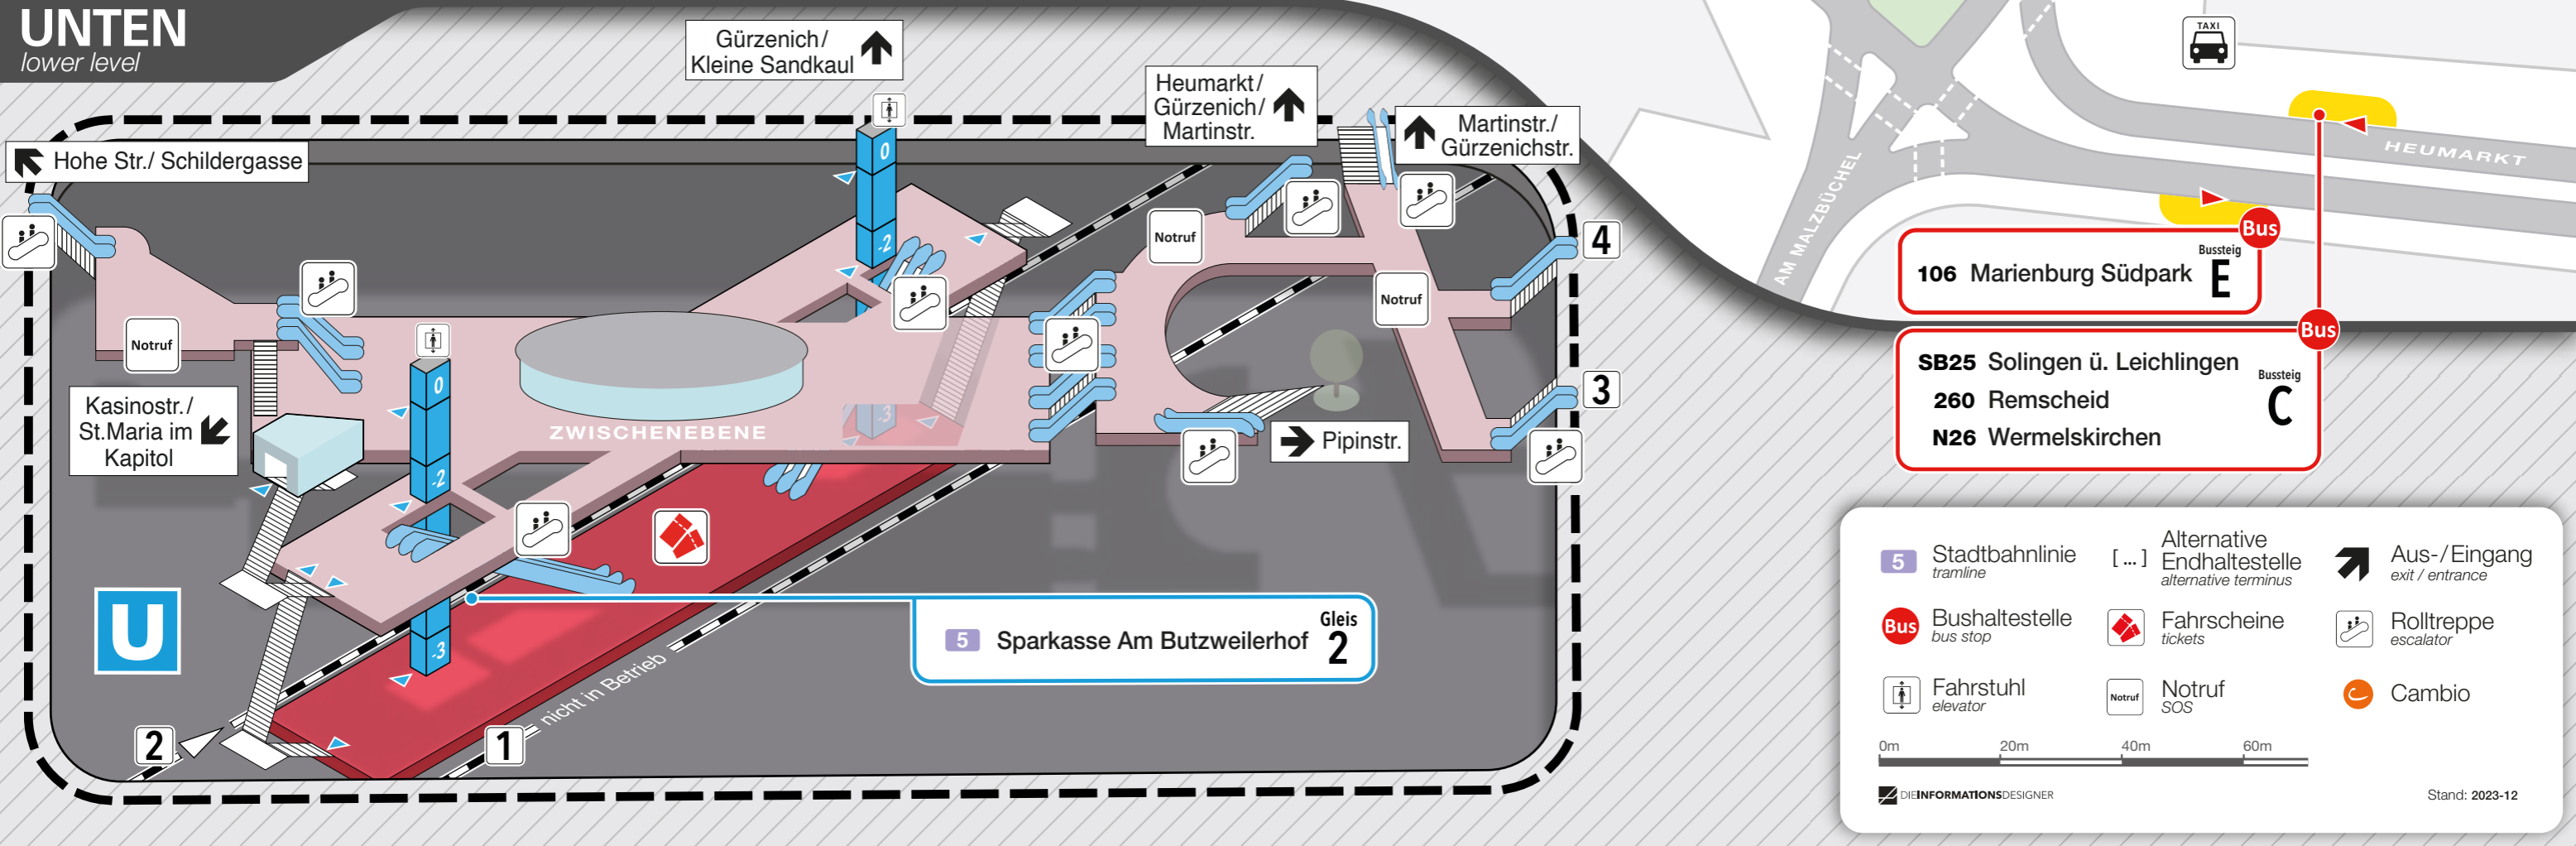 UNTEN
lower level
Gürzenich/
Kleine Sandkaul
Heumarkt/
Gürzenich/
Martinstr.
Martinstr./
Gürzenichstr.
Hohe Str./ Schildergasse
TAXI
HEUMARKT
AM MALZBÜCHEL
0
-2
Notruf
Notruf
Notruf
4
3
Bus
106 Marienburg Südpark
Bussteig
E
Bus
SB25 Solingen ü. Leichlingen
260 Remscheid
N26 Wermelskirchen
Bussteig
C
Kasinostr./
St.Maria im
Kapitol
0
-2
-3
-3
ZWISCHENEBENE
Pipinstr.
U
5 Sparkasse Am Butzweilerhof
Gleis
2
nicht in Betrieb
2
1
5 Stadtbahnlinie
tramline
[ ... ] Alternative
Endhaltestelle
alternative terminus
Aus-/Eingang
exit / entrance
Bus Bushaltestelle
bus stop
Fahrscheine
tickets
Rolltreppe
escalator
Fahrstuhl
elevator
Notruf Notruf
SOS
Cambio
0m 20m 40m 60m
DIEINFORMATIONSDESIGNER
Stand: 2023-12